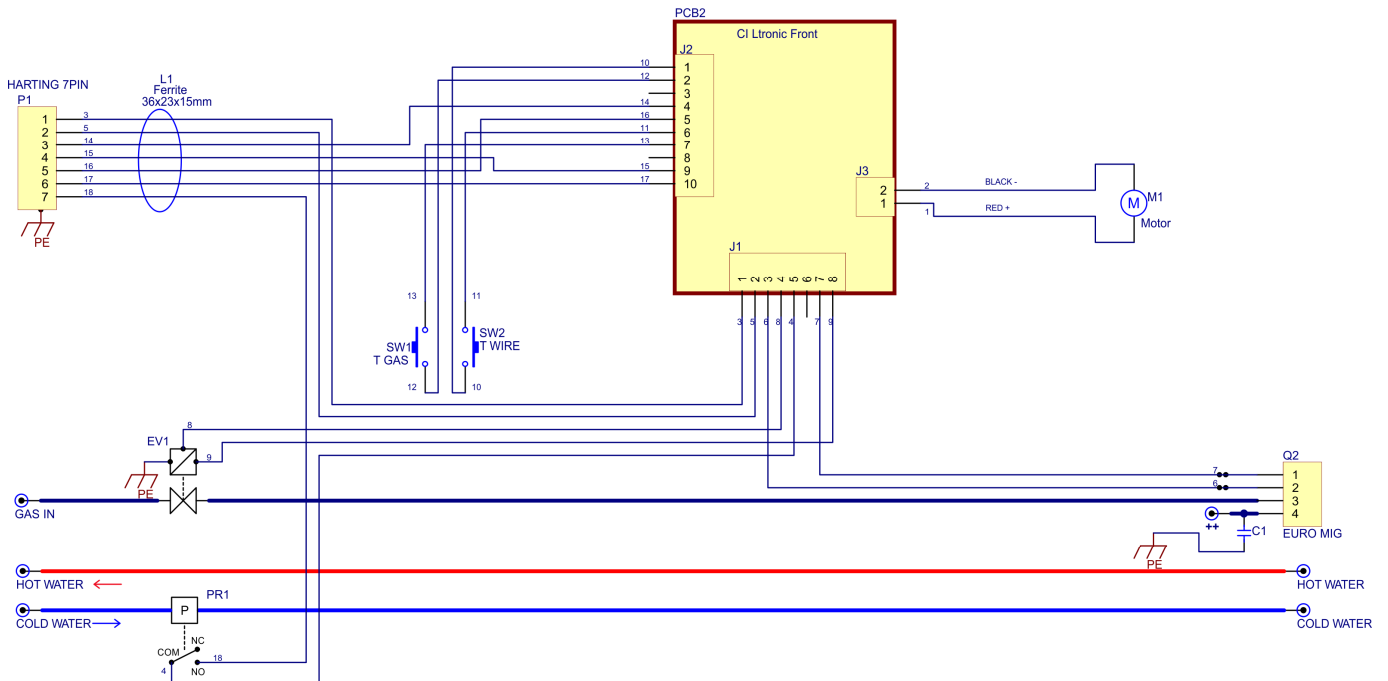 PCB2
CI Ltronic Front
J2
1
2
3
4
5
6
7
8
9
10
10
12
14
16
11
13
15
17
HARTING 7PIN
P1
1
2
3
4
5
6
7
3
5
14
15
16
17
18
PE
L1
Ferrite
36x23x15mm
J3
2
1
2
1
BLACK -
RED +
M
M1
Motor
J1
1
2
3
4
5
6
7
8
3
5
6
8
4
7
9
13
11
SW1
T GAS
SW2
T WIRE
12
10
8
EV1
9
PE
GAS IN
7
6
Q2
1
2
3
4
EURO MIG
++
C1
PE
HOT WATER
HOT WATER
PR1
P
COLD WATER
COLD WATER
NC
COM
18
4
NO